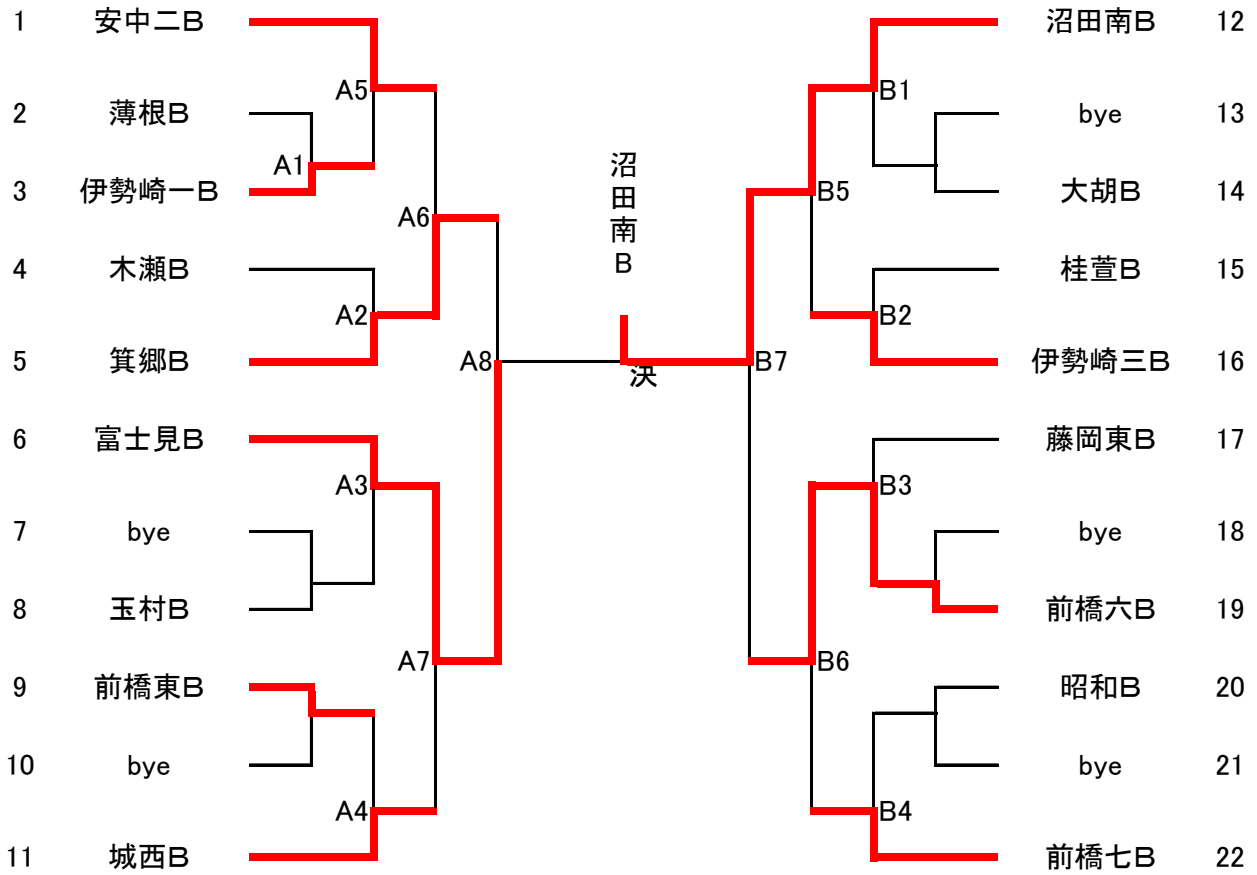 1 安中二B
2 薄根B
3 伊勢崎一B
4 木瀬B
5 箕郷B
6 富士見B
7 bye
8 玉村B
9 前橋東B
10 bye
11 城西B
A5
A1
A6
A2
A8
A3
A7
A4
沼田南B
決
B1
B5
B2
B7
B3
B6
B4
沼田南B 12
bye 13
大胡B 14
桂萱B 15
伊勢崎三B 16
藤岡東B 17
bye 18
前橋六B 19
昭和B 20
bye 21
前橋七B 22